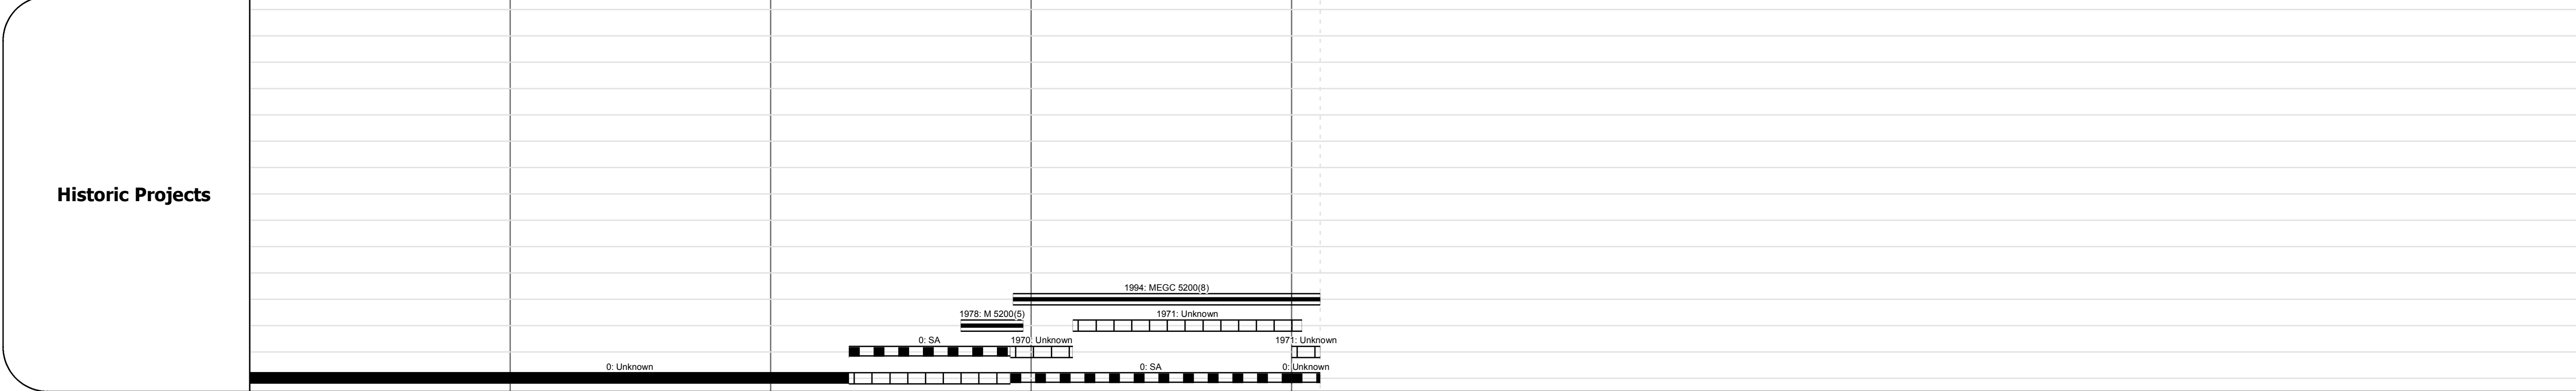 Historic Projects
1994: MEGC 5200(8)
1978: M 5200(5)
1971: Unknown
0: SA
1970: Unknown
1971: Unknown
0: Unknown
0: SA
0: Unknown